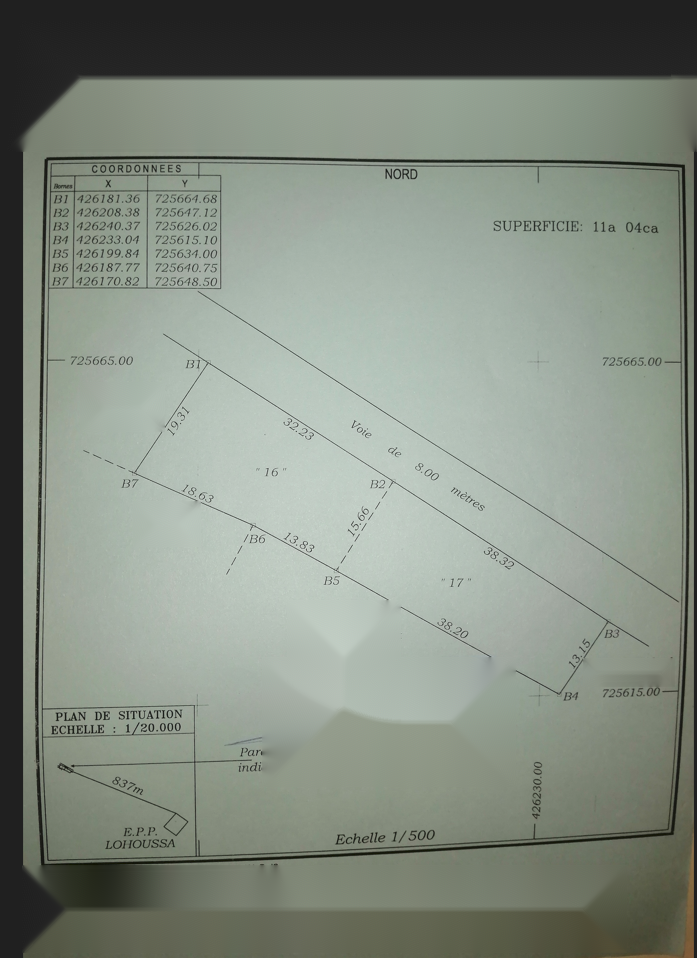 COORDONNEES
Bornes X Y
B1 426181.36 725664.68
B2 426208.38 725647.12
B3 426240.37 725626.02
B4 426233.04 725615.10
B5 426199.84 725634.00
B6 426187.77 725640.75
B7 426170.82 725648.50
NORD
SUPERFICIE: 11a 04ca
725665.00
725665.00
B1
19.31
32.23
Voie de 8.00 mètres
" 16 "
B2
B7
18.63
15.66
B6
13.83
38.32
B5
" 17 "
38.20
B3
13.15
B4
725615.00
PLAN DE SITUATION
ECHELLE : 1/20.000
837m
E.P.P.
LOHOUSSA
426230.00
Echelle 1/500